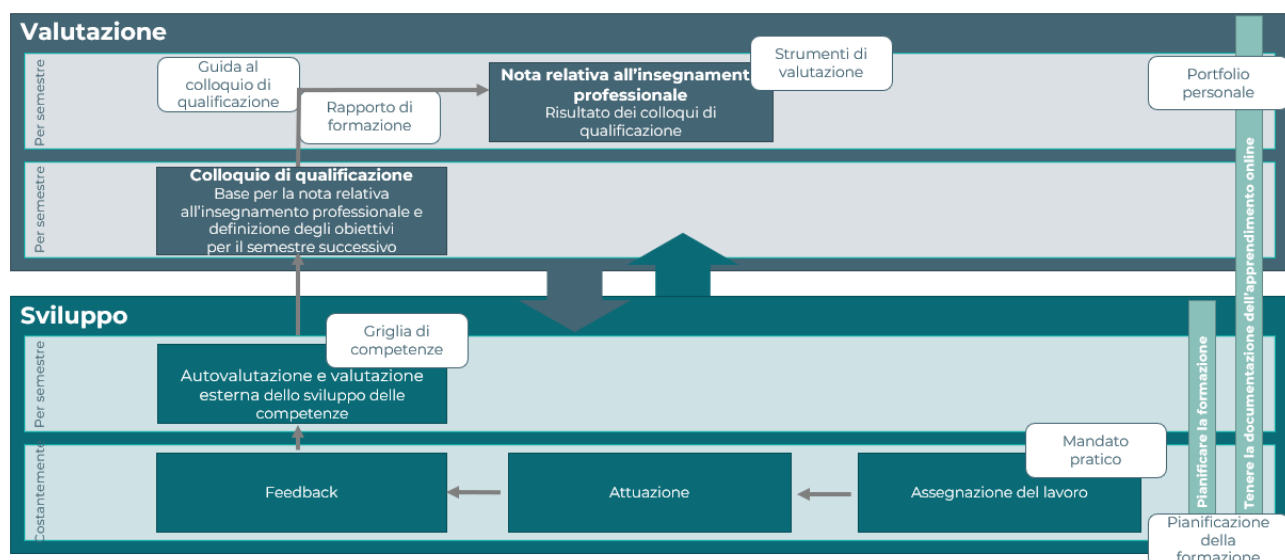 Valutazione
Per semestre
Guida al
colloquio di
qualificazione
Rapporto di
formazione
Nota relativa all'insegnament
professionale
Risultato dei colloqui di
qualificazione
Strumenti di
valutazione
Portfolio
personale
Per semestre
Colloquio di qualificazione
Base per la nota relativa
all'insegnamento professionale e
definizione degli obiettivi
per il semestre successivo
Sviluppo
Per semestre
Griglia di
competenze
Autovalutazione e valutazione
esterna dello sviluppo delle
competenze
Costantemente
Feedback
Attuazione
Assegnazione del lavoro
Mandato
pratico
Pianificare la formazione
Tenere la documentazione dell'apprendimento online
Pianificazione
della
formazione